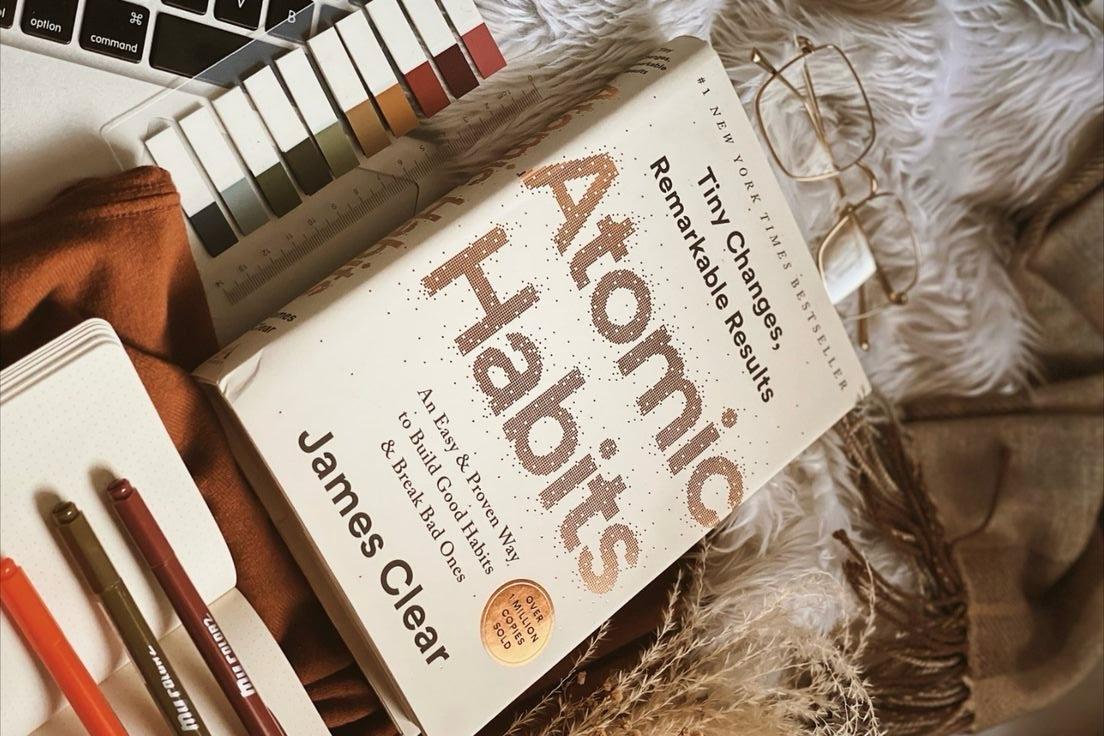 option
command
V
B
#1 NEW YORK TIMES BESTSELLER
Tiny Changes,
Remarkable Results
Atomic
Habits
An Easy & Proven Way
to Build Good Habits
& Break Bad Ones
James Clear
OVER
1 MILLION
COPIES
SOLD